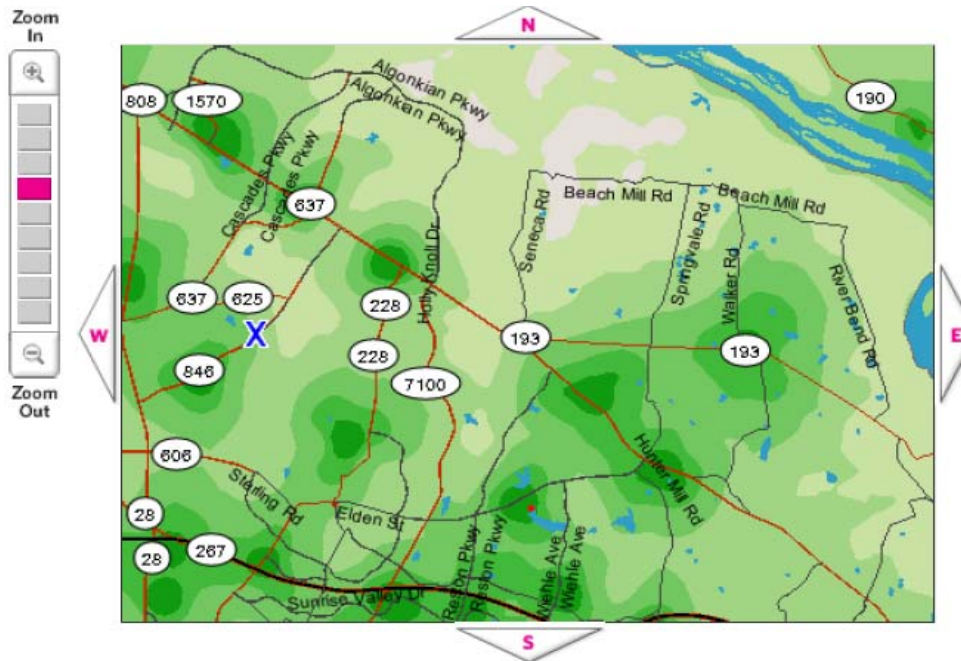 Zoom
In
N
Algonkian Pkwy
Algonkian Pkwy
808
1570
190
Cascades Pkwy
Cascades Pkwy
Beach Mill Rd
Beach Mill Rd
637
Seneca Rd
Springvale Rd
Walker Rd
River Bend Rd
Holly Knoll Dr
637
625
228
W
X
193
193
E
228
846
7100
Zoom
Out
606
Hunter Mill Rd
Sterling Rd
28
Elden St
Reston Pkwy
Reston Pkwy
Wiehle Ave
Wiehle Ave
28
267
Sunrise Valley Dr
S